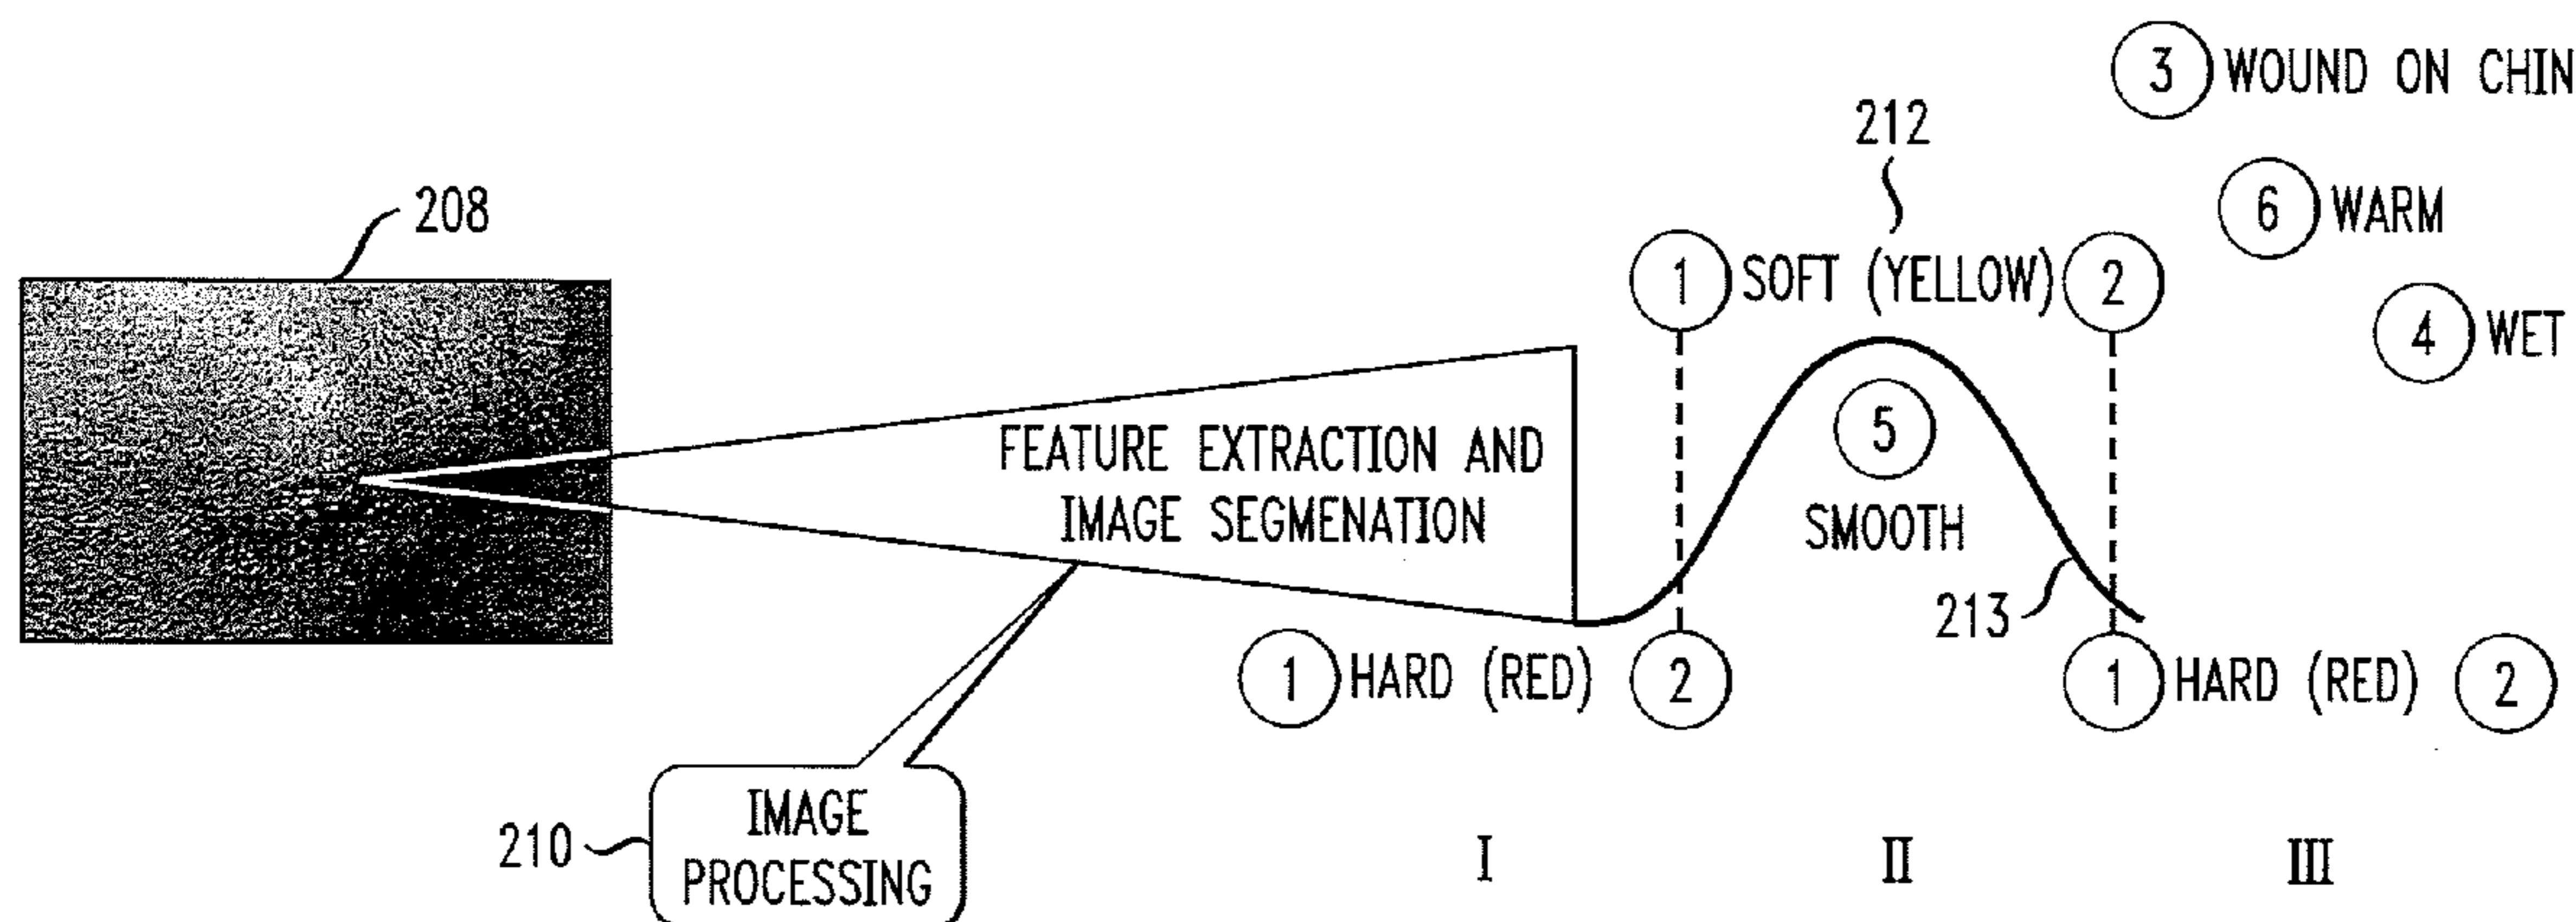 3 WOUND ON CHIN
212
6 WARM
208
1 SOFT (YELLOW) 2
4 WET
FEATURE EXTRACTION AND
IMAGE SEGMENATION
5
SMOOTH
213
1 HARD (RED) 2
1 HARD (RED) 2
210
IMAGE
PROCESSING
I
II
III